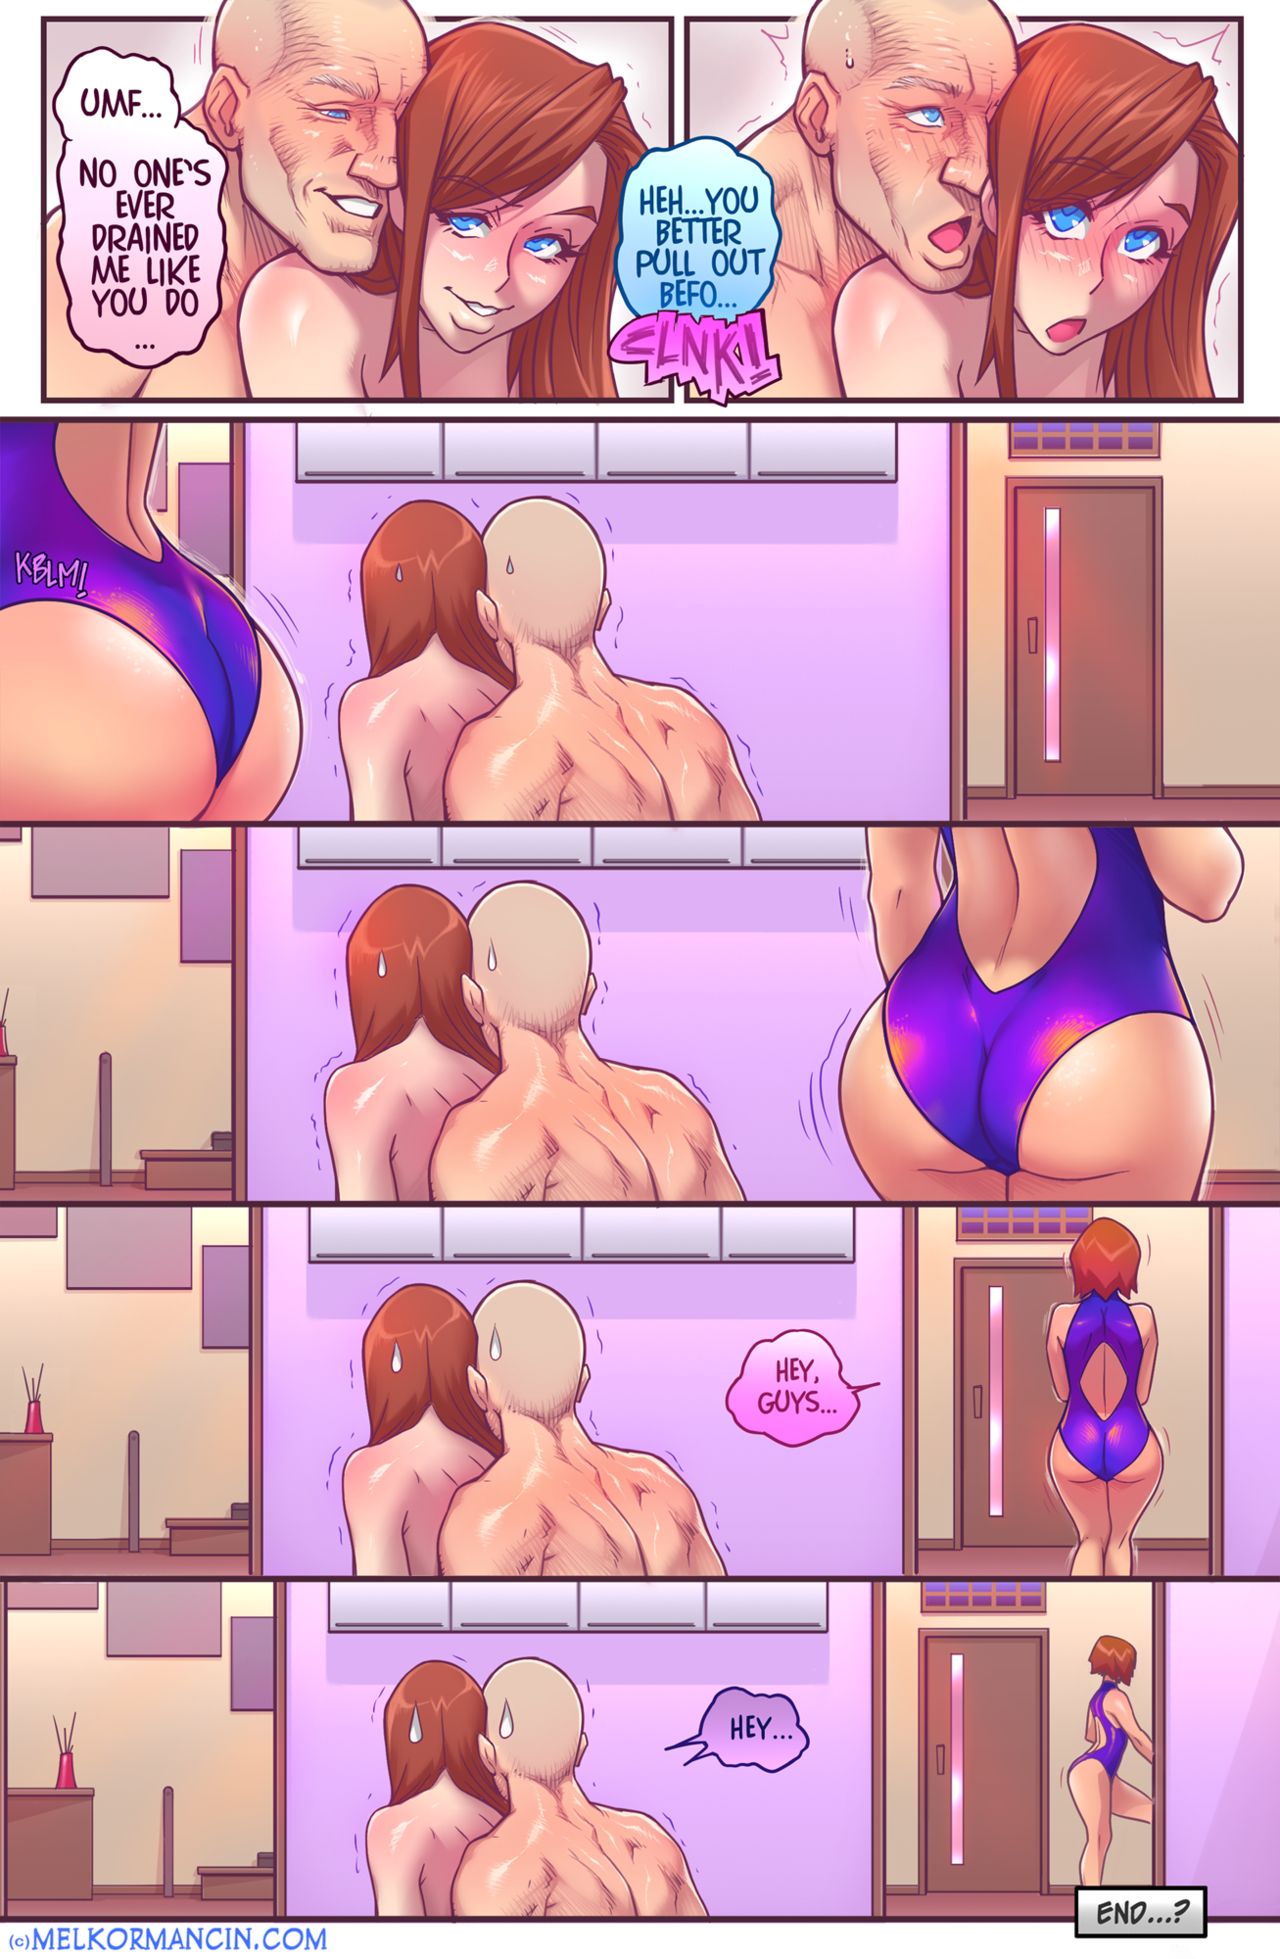 UMF...
NO ONE'S
EVER
DRAINED
ME LIKE
YOU DO
...
HEH...YOU
BETTER
PULL OUT
BEFO...
CLNK!!
KBLM!
HEY,
GUYS...
HEY...
END...?
(c)MELKORMANCIN.COM